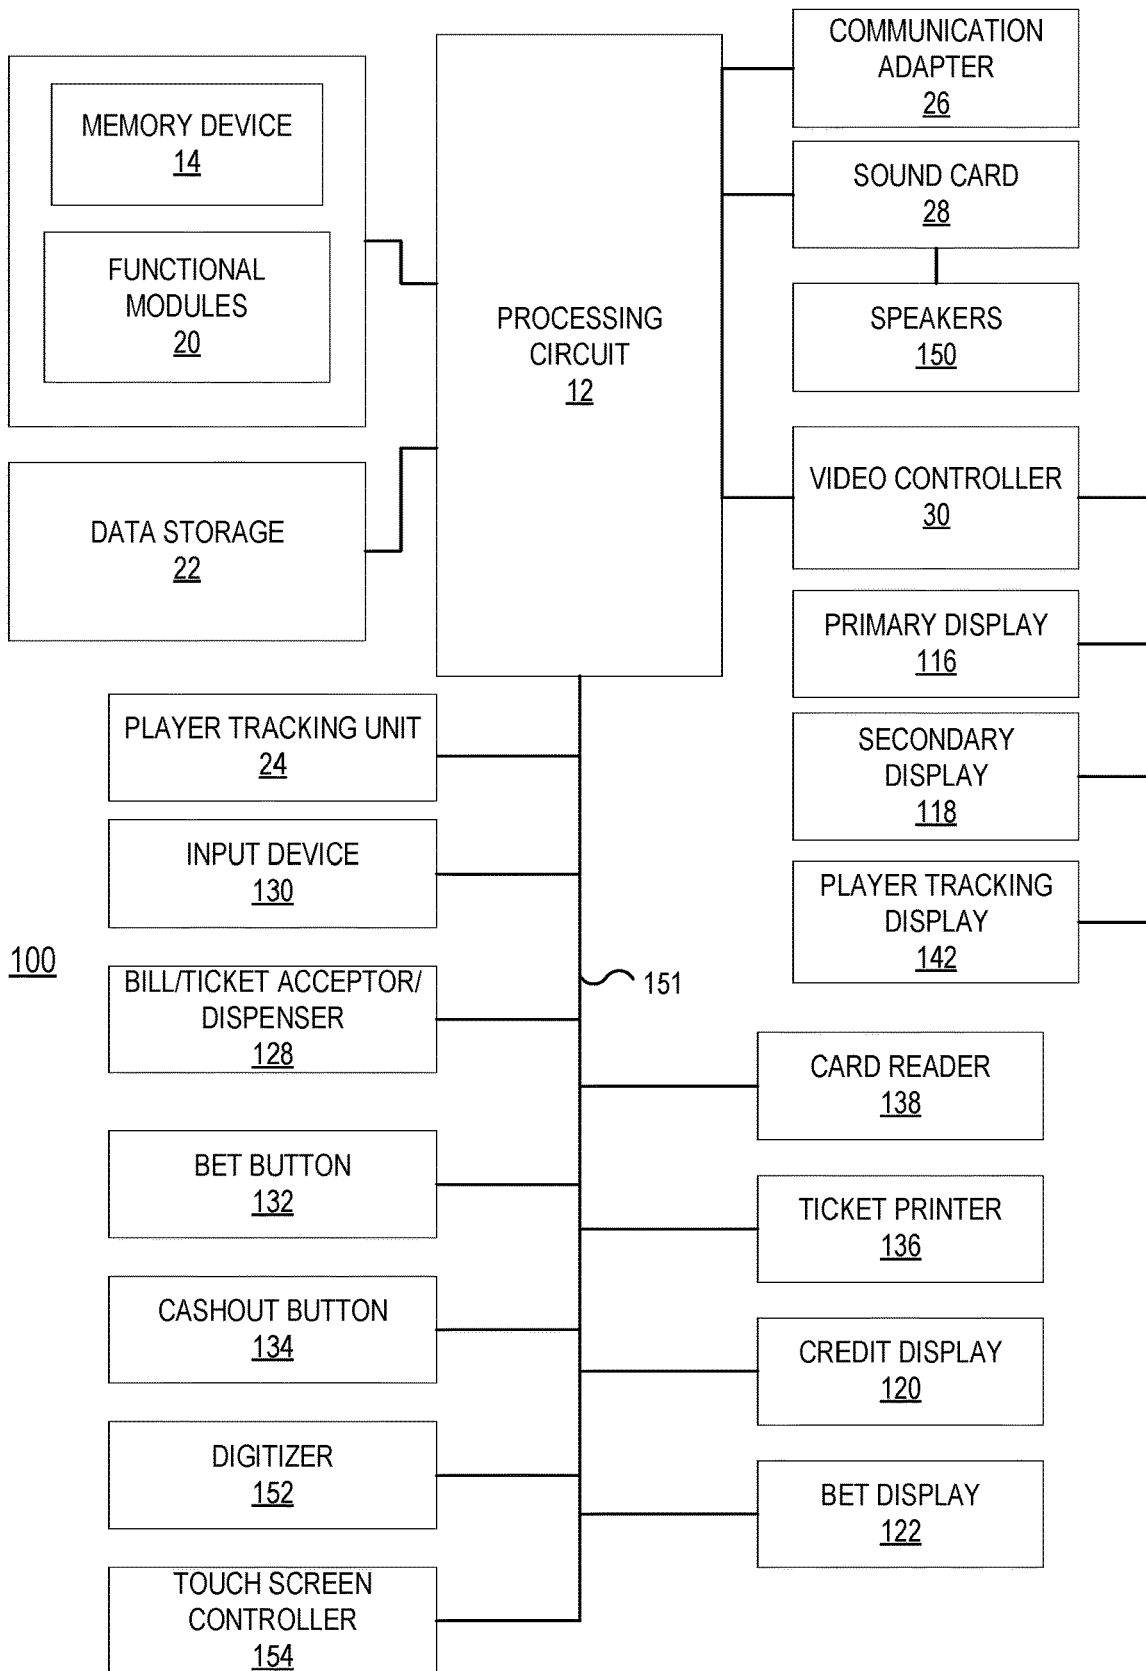 COMMUNICATION
ADAPTER
26
MEMORY DEVICE
14
SOUND CARD
28
FUNCTIONAL
MODULES
20
PROCESSING
CIRCUIT
12
SPEAKERS
150
VIDEO CONTROLLER
30
DATA STORAGE
22
PRIMARY DISPLAY
116
PLAYER TRACKING UNIT
24
SECONDARY
DISPLAY
118
INPUT DEVICE
130
PLAYER TRACKING
DISPLAY
142
100
BILL/TICKET ACCEPTOR/
DISPENSER
128
151
CARD READER
138
BET BUTTON
132
TICKET PRINTER
136
CASHOUT BUTTON
134
CREDIT DISPLAY
120
DIGITIZER
152
BET DISPLAY
122
TOUCH SCREEN
CONTROLLER
154